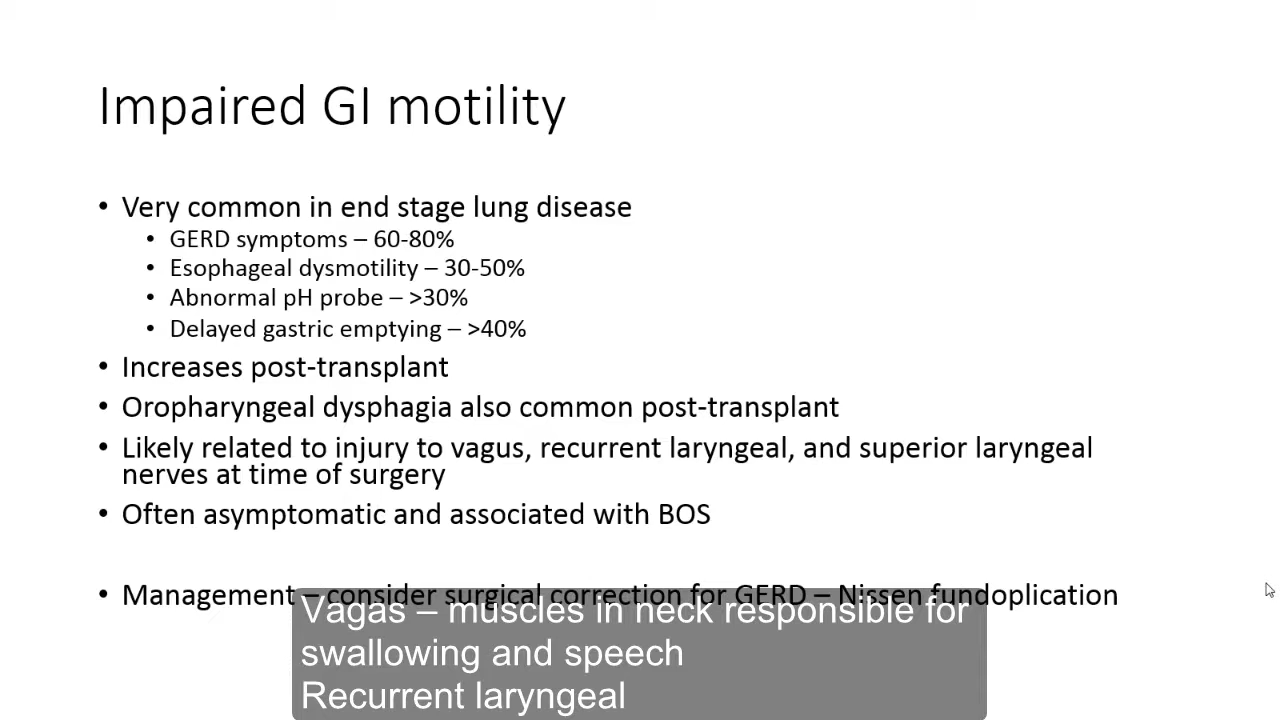 Impaired GI motility
• Very common in end stage lung disease
• GERD symptoms – 60-80%
• Esophageal dysmotility – 30-50%
• Abnormal pH probe – >30%
• Delayed gastric emptying – >40%
• Increases post-transplant
• Oropharyngeal dysphagia also common post-transplant
• Likely related to injury to vagus, recurrent laryngeal, and superior laryngeal
nerves at time of surgery
• Often asymptomatic and associated with BOS
• Management – consider surgical correction for GERD – Nissen fundoplication
Vagas – muscles in neck responsible for
swallowing and speech
Recurrent laryngeal